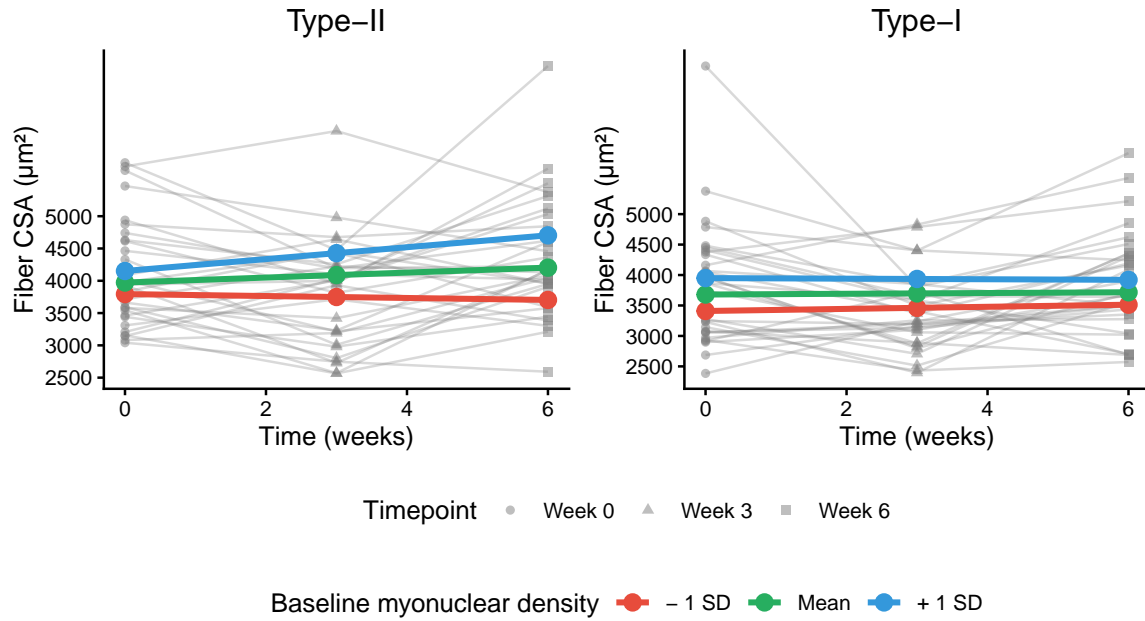 Type−II
Type−I
Fiber CSA (µm²)
5000
4500
4000
3500
3000
2500
0
2
4
6
Time (weeks)
Fiber CSA (µm²)
5000
4500
4000
3500
3000
2500
0
2
4
6
Time (weeks)
Timepoint Week 0 Week 3 Week 6
Baseline myonuclear density − 1 SD Mean + 1 SD